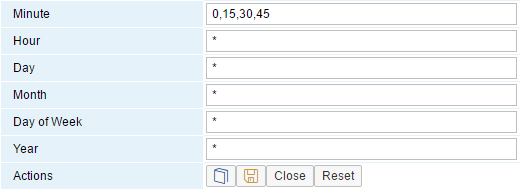 Minute 0,15,30,45
Hour *
Day *
Month *
Day of Week *
Year *
Actions Close Reset